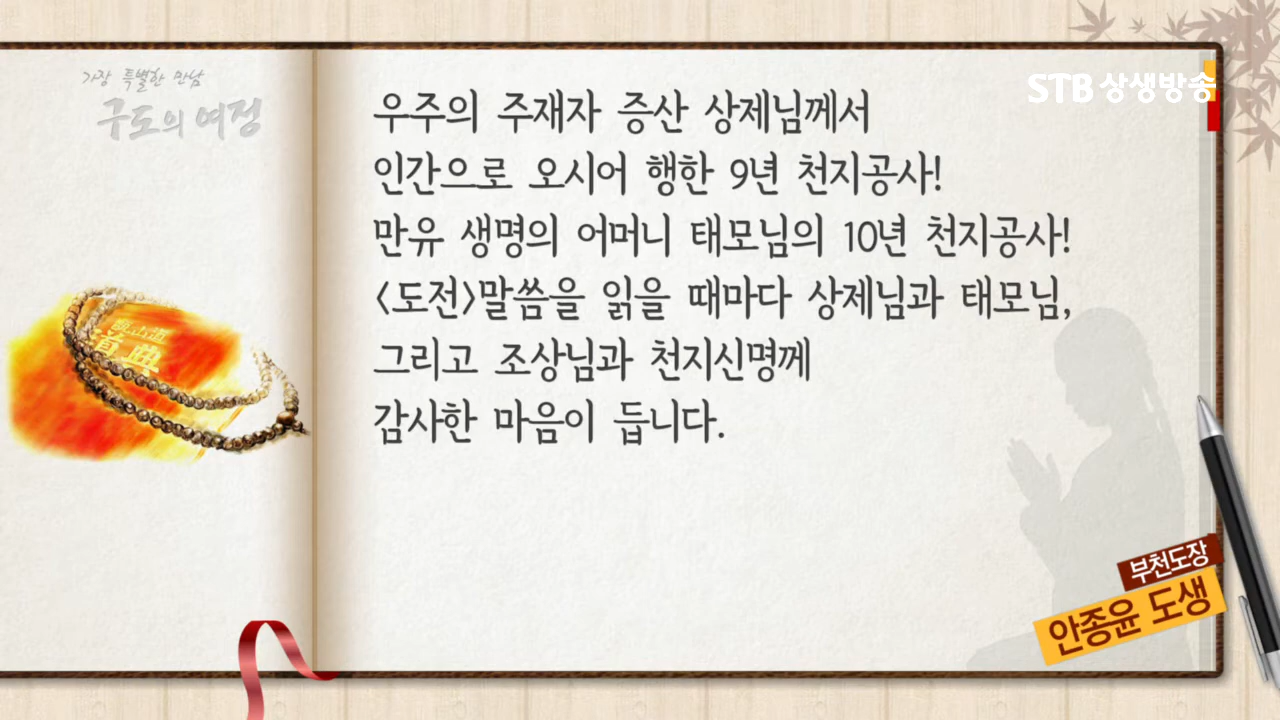 가장 특별한 만남
구도의 여정
STB 상생방송
우주의 주재자 증산 상제님께서
인간으로 오시어 행한 9년 천지공사!
만유 생명의 어머니 태모님의 10년 천지공사!
<도전>말씀을 읽을 때마다 상제님과 태모님,
그리고 조상님과 천지신명께
감사한 마음이 듭니다.
道典
부천도장
안종윤 도생